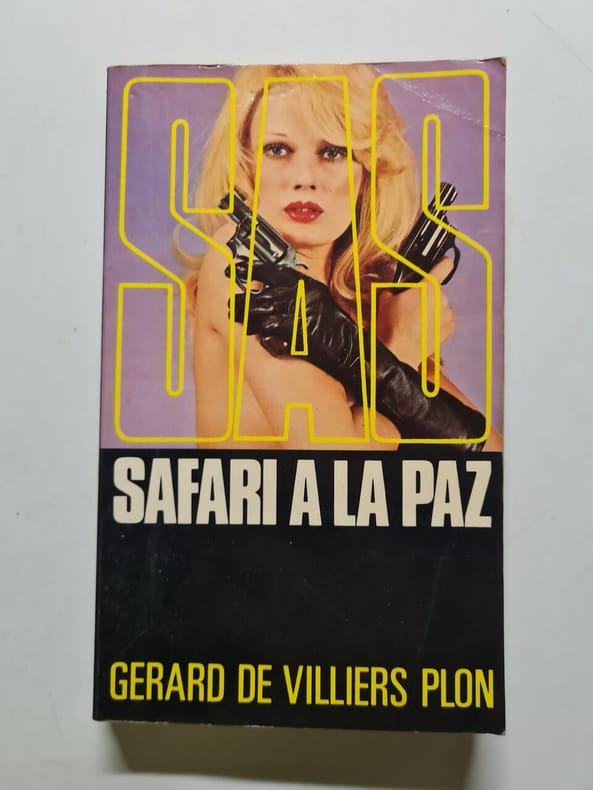 SAS
SAFARI A LA PAZ
GERARD DE VILLIERS PLON